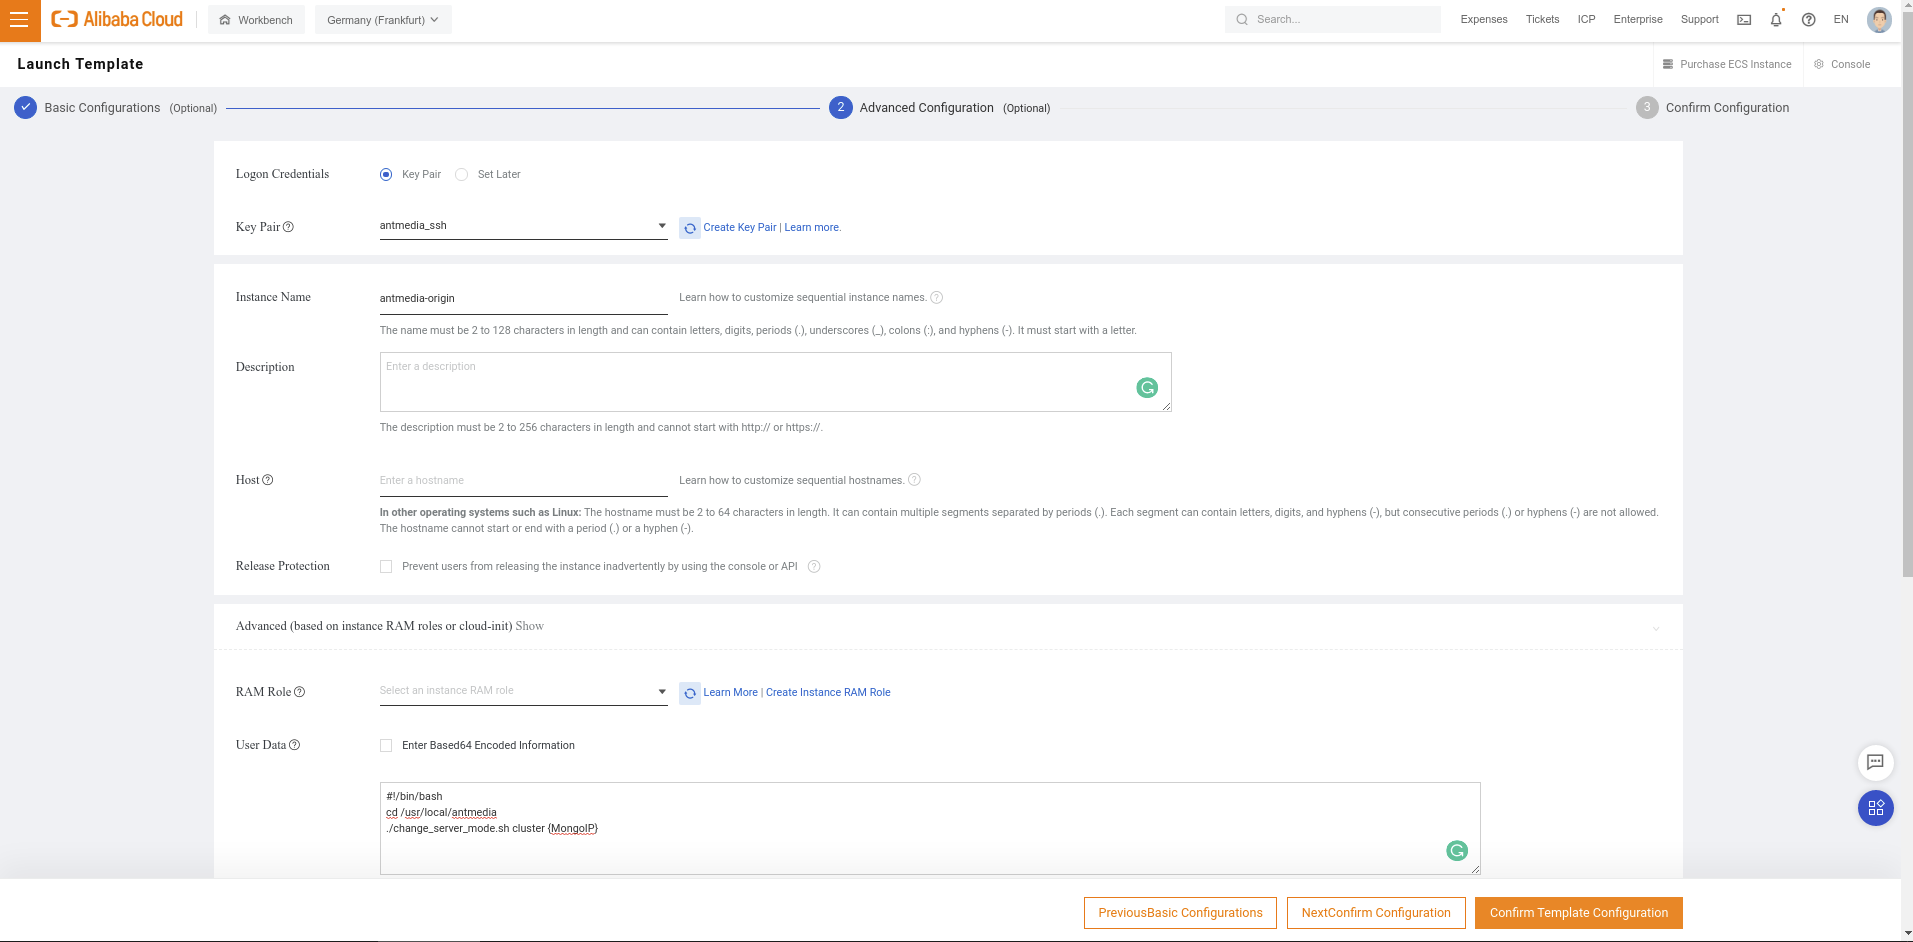 Alibaba Cloud
Workbench
Germany (Frankfurt)
Search...
Expenses
Tickets
ICP
Enterprise
Support
EN
Launch Template
Purchase ECS Instance
Console
Basic Configurations (Optional)
2 Advanced Configuration (Optional)
3 Confirm Configuration
Logon Credentials
Key Pair
Set Later
Key Pair
antmedia_ssh
Create Key Pair | Learn more.
Instance Name
antmedia-origin
Learn how to customize sequential instance names.
The name must be 2 to 128 characters in length and can contain letters, digits, periods (.), underscores (_), colons (:), and hyphens (-). It must start with a letter.
Description
Enter a description
The description must be 2 to 256 characters in length and cannot start with http:// or https://.
Host
Enter a hostname
Learn how to customize sequential hostnames.
In other operating systems such as Linux: The hostname must be 2 to 64 characters in length. It can contain multiple segments separated by periods (.). Each segment can contain letters, digits, and hyphens (-), but consecutive periods (.) or hyphens (-) are not allowed.
The hostname cannot start or end with a period (.) or a hyphen (-).
Release Protection
Prevent users from releasing the instance inadvertently by using the console or API
Advanced (based on instance RAM roles or cloud-init) Show
RAM Role
Select an instance RAM role
Learn More | Create Instance RAM Role
User Data
Enter Based64 Encoded Information
#!/bin/bash
cd /usr/local/antmedia
./change_server_mode.sh cluster {MongoIP}
PreviousBasic Configurations
NextConfirm Configuration
Confirm Template Configuration